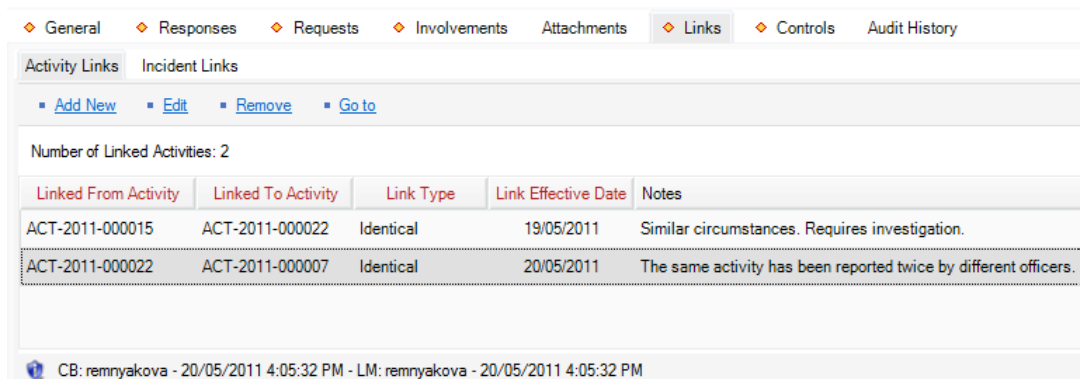 General Responses Requests Involvements Attachments Links Controls Audit History
Activity Links Incident Links
Add New Edit Remove Go to
Number of Linked Activities: 2
Linked From Activity Linked To Activity Link Type Link Effective Date Notes
ACT-2011-000015 ACT-2011-000022 Identical 19/05/2011 Similar circumstances. Requires investigation.
ACT-2011-000022 ACT-2011-000007 Identical 20/05/2011 The same activity has been reported twice by different officers.
CB: remnyakova - 20/05/2011 4:05:32 PM - LM: remnyakova - 20/05/2011 4:05:32 PM